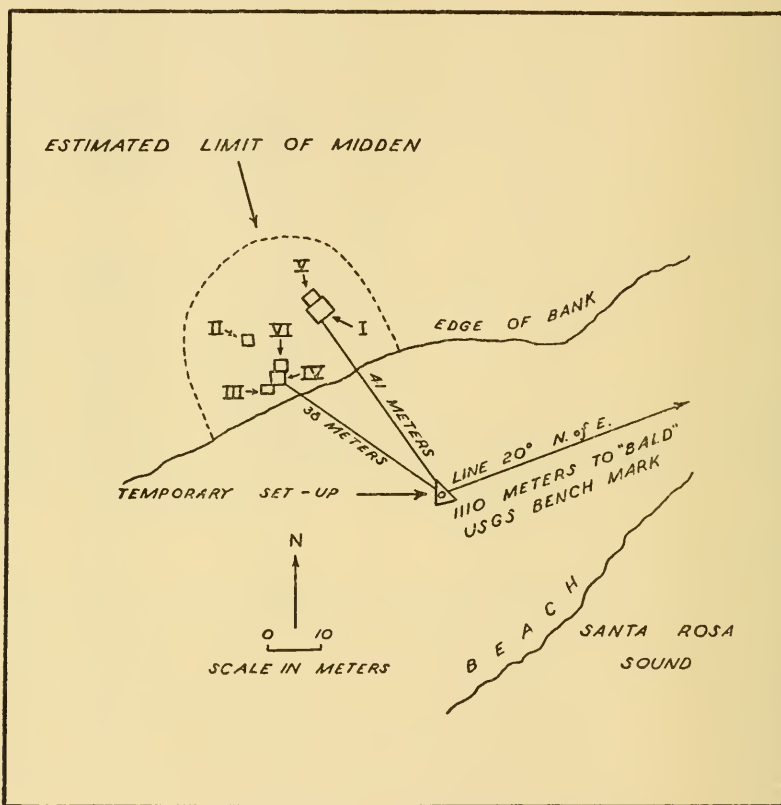 ESTIMATED LIMIT OF MIDDEN
V
II
VI
I
EDGE OF BANK
III
IV
41 METERS
38 METERS
LINE 20° N. of E.
1110 METERS TO "BALD"
USGS BENCH MARK
TEMPORARY SET-UP
N
0 10
SCALE IN METERS
BEACH
SANTA ROSA
SOUND